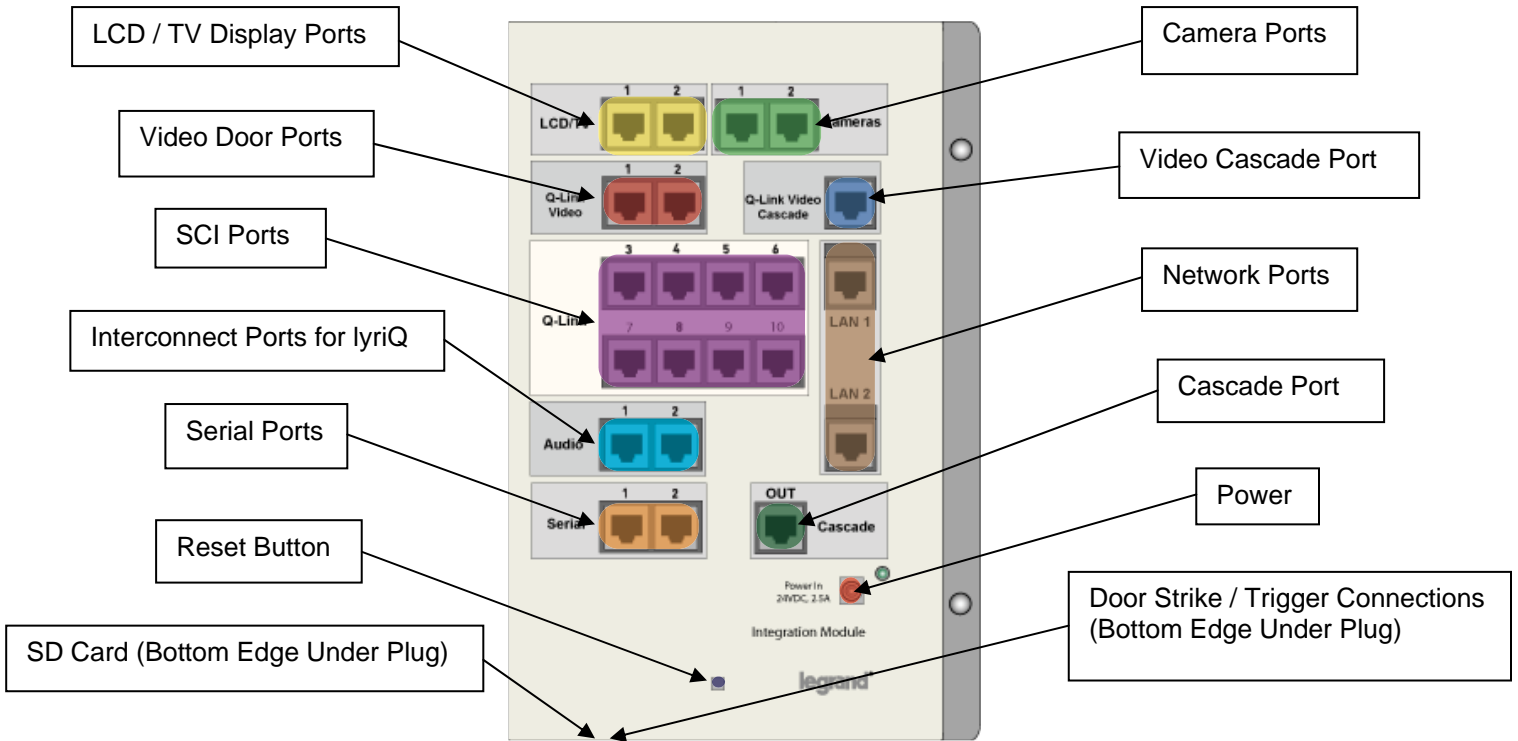 LCD / TV Display Ports
Camera Ports
1 2
1 2
LCD/TV
Cameras
Video Door Ports
Video Cascade Port
1 2
Q-Link
Video
Q-Link Video
Cascade
SCI Ports
3 4 5 6
Network Ports
Q-Link
7 8 9 10
LAN 1
Interconnect Ports for lyriQ
Cascade Port
LAN 2
1 2
Audio
Serial Ports
Power
1 2
Serial
OUT
Cascade
Reset Button
Power In
24VDC, 2.5A
Door Strike / Trigger Connections
(Bottom Edge Under Plug)
Integration Module
SD Card (Bottom Edge Under Plug)
legrand